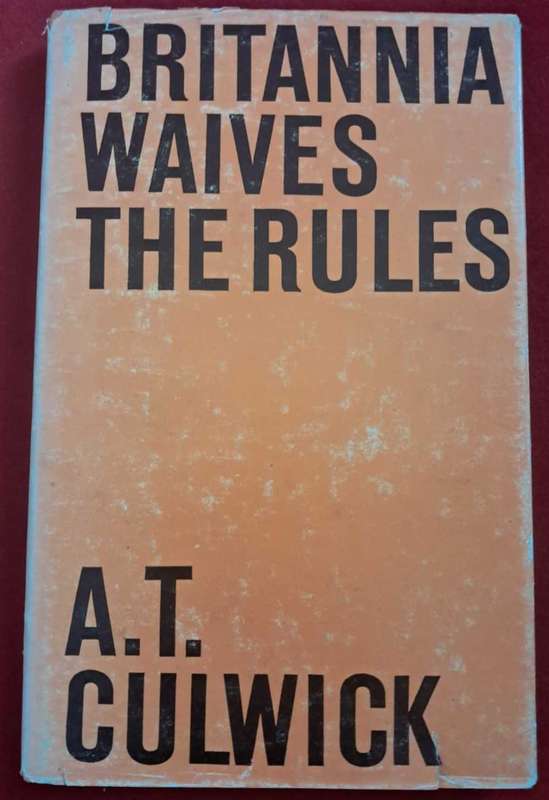 BRITANNIA
WAIVES
THE RULES
A.T.
CULWICK